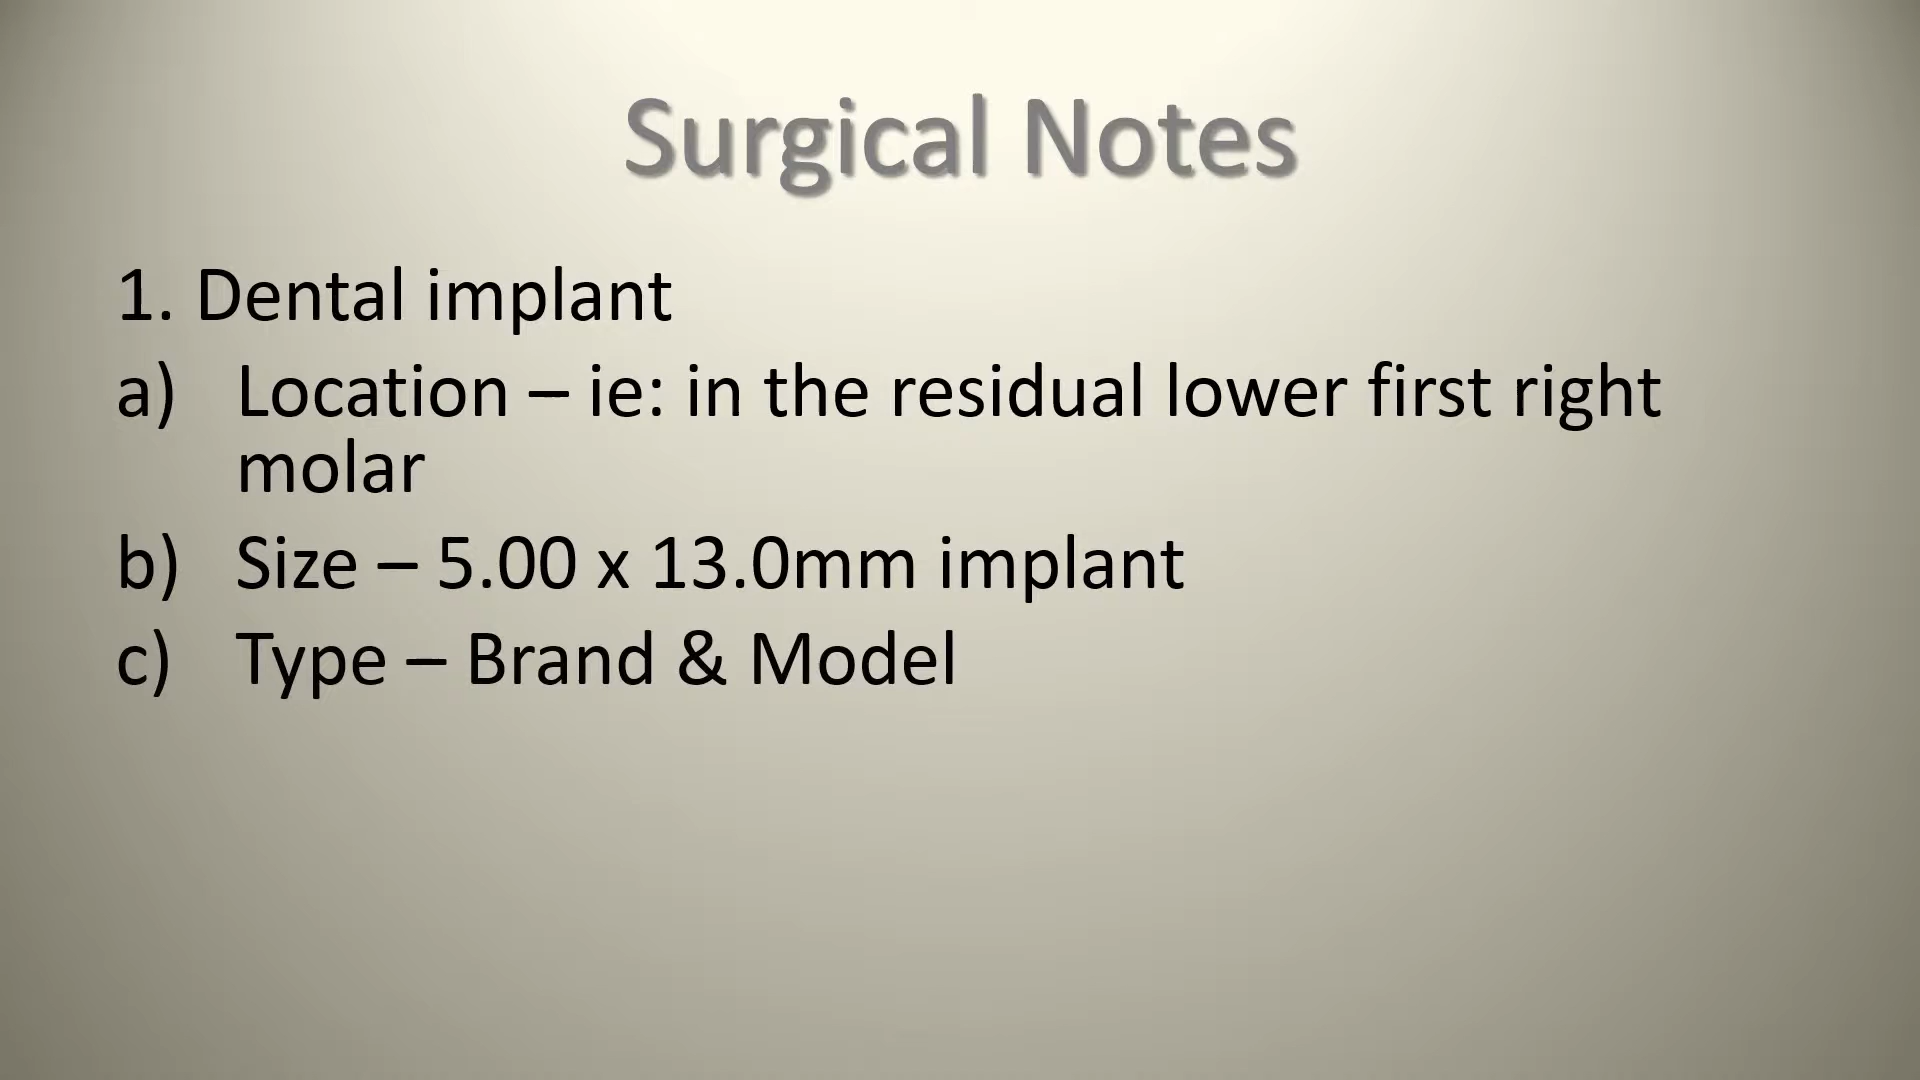 Surgical Notes
1. Dental implant
a) Location – ie: in the residual lower first right
molar
b) Size – 5.00 x 13.0mm implant
c) Type – Brand & Model